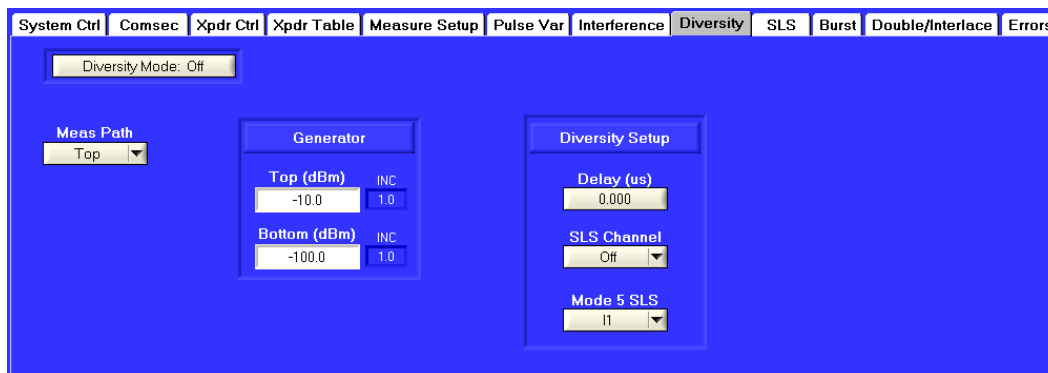 System Ctrl Comsec Xpdr Ctrl Xpdr Table Measure Setup Pulse Var Interference Diversity SLS Burst Double/Interlace Errors
Diversity Mode: Off
Meas Path
Top
Generator
Top (dBm) INC
-10.0 1.0
Bottom (dBm) INC
-100.0 1.0
Diversity Setup
Delay (us)
0.000
SLS Channel
Off
Mode 5 SLS
I1